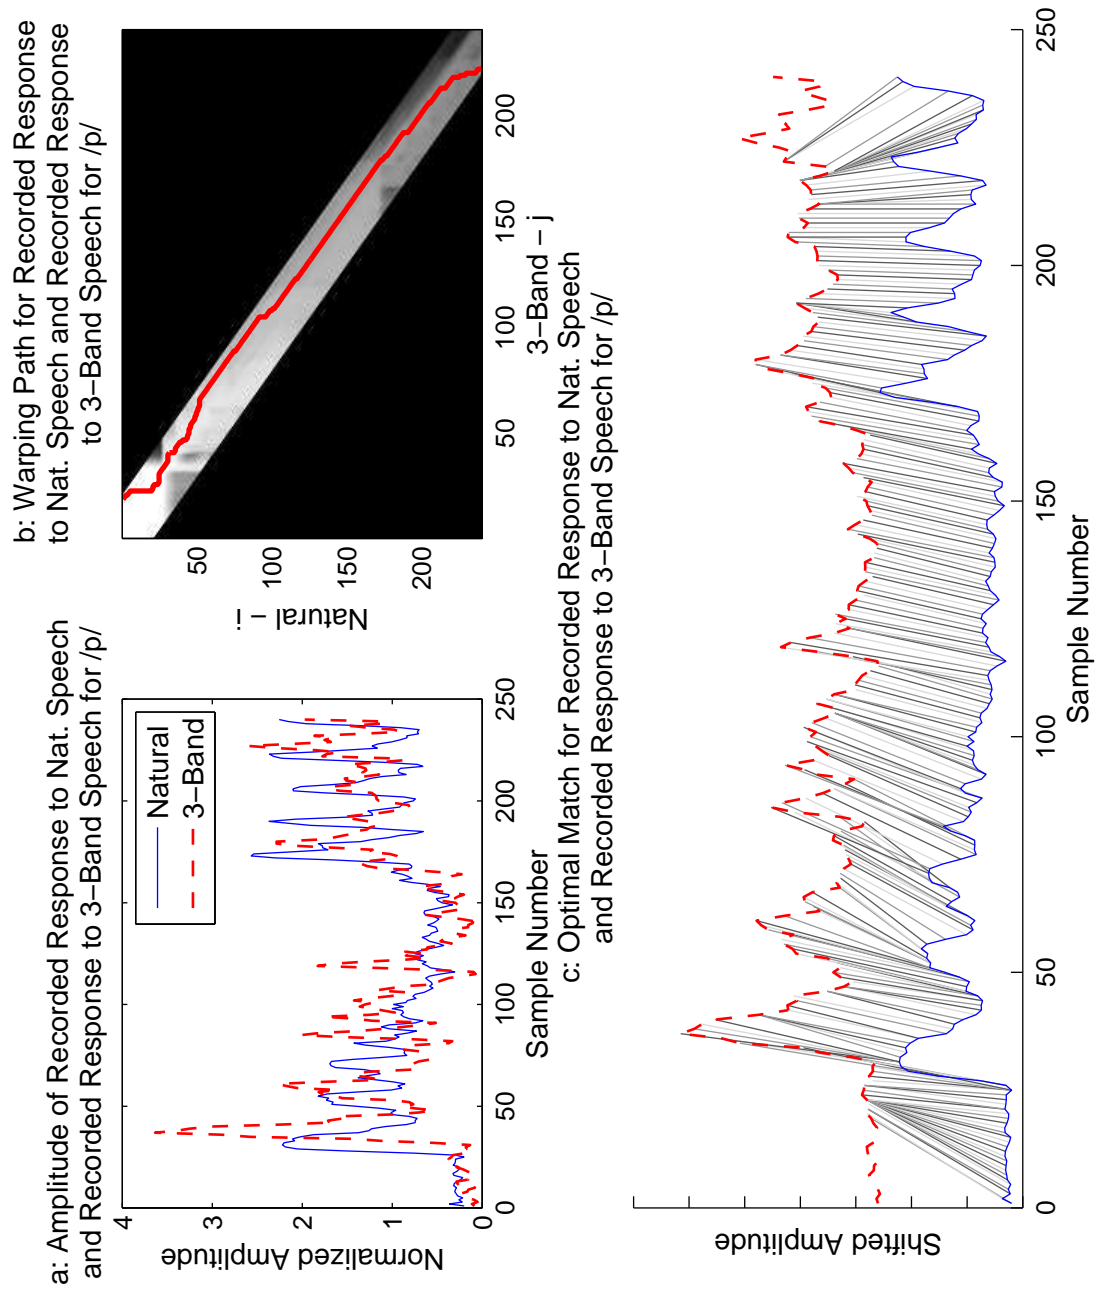 a: Amplitude of Recorded Response to Nat. Speech
and Recorded Response to 3−Band Speech for /p/
Normalized Amplitude
4
3
2
1
0
0
50
100
150
200
250
Sample Number
Natural
3−Band
b: Warping Path for Recorded Response
to Nat. Speech and Recorded Response
to 3−Band Speech for /p/
Natural − i
50
100
150
200
50
100
150
200
3−Band − j
c: Optimal Match for Recorded Response to Nat. Speech
and Recorded Response to 3−Band Speech for /p/
Shifted Amplitude
0
50
100
150
200
250
Sample Number